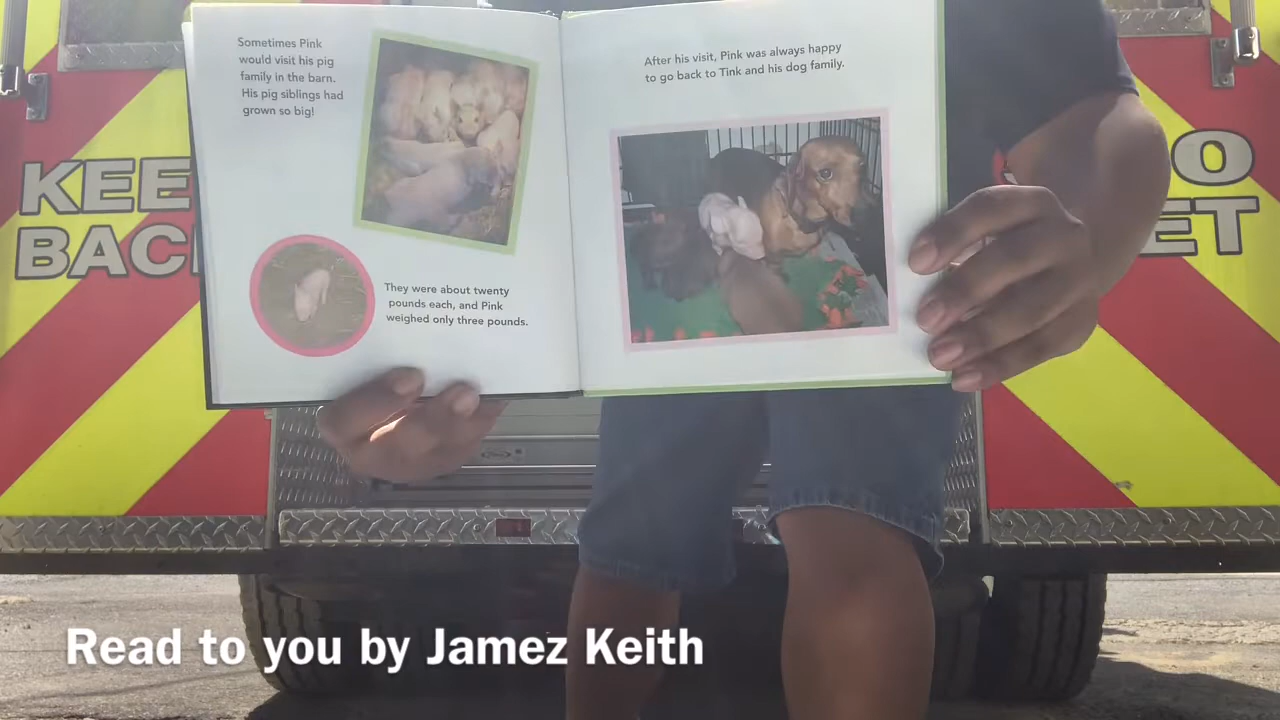 Sometimes Pink
would visit his pig
family in the barn.
His pig siblings had
grown so big!
They were about twenty
pounds each, and Pink
weighed only three pounds.
After his visit, Pink was always happy
to go back to Tink and his dog family.
KEE
BAC
O
ET
Read to you by Jamez Keith